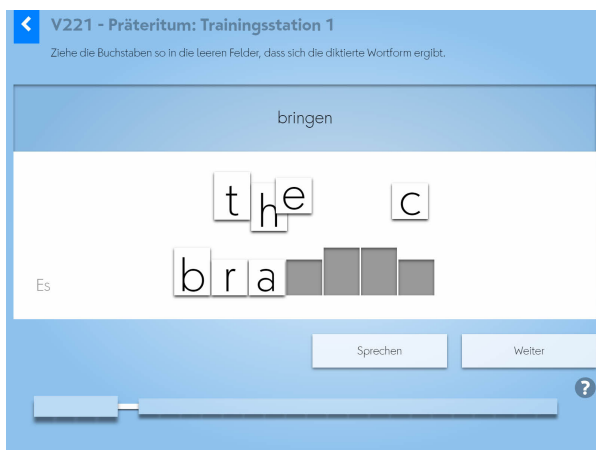 V221 - Präteritum: Trainingsstation 1
Ziehe die Buchstaben so in die leeren Felder, dass sich die diktierte Wortform ergibt.
bringen
t h e c
Es b r a
Sprechen Weiter
?